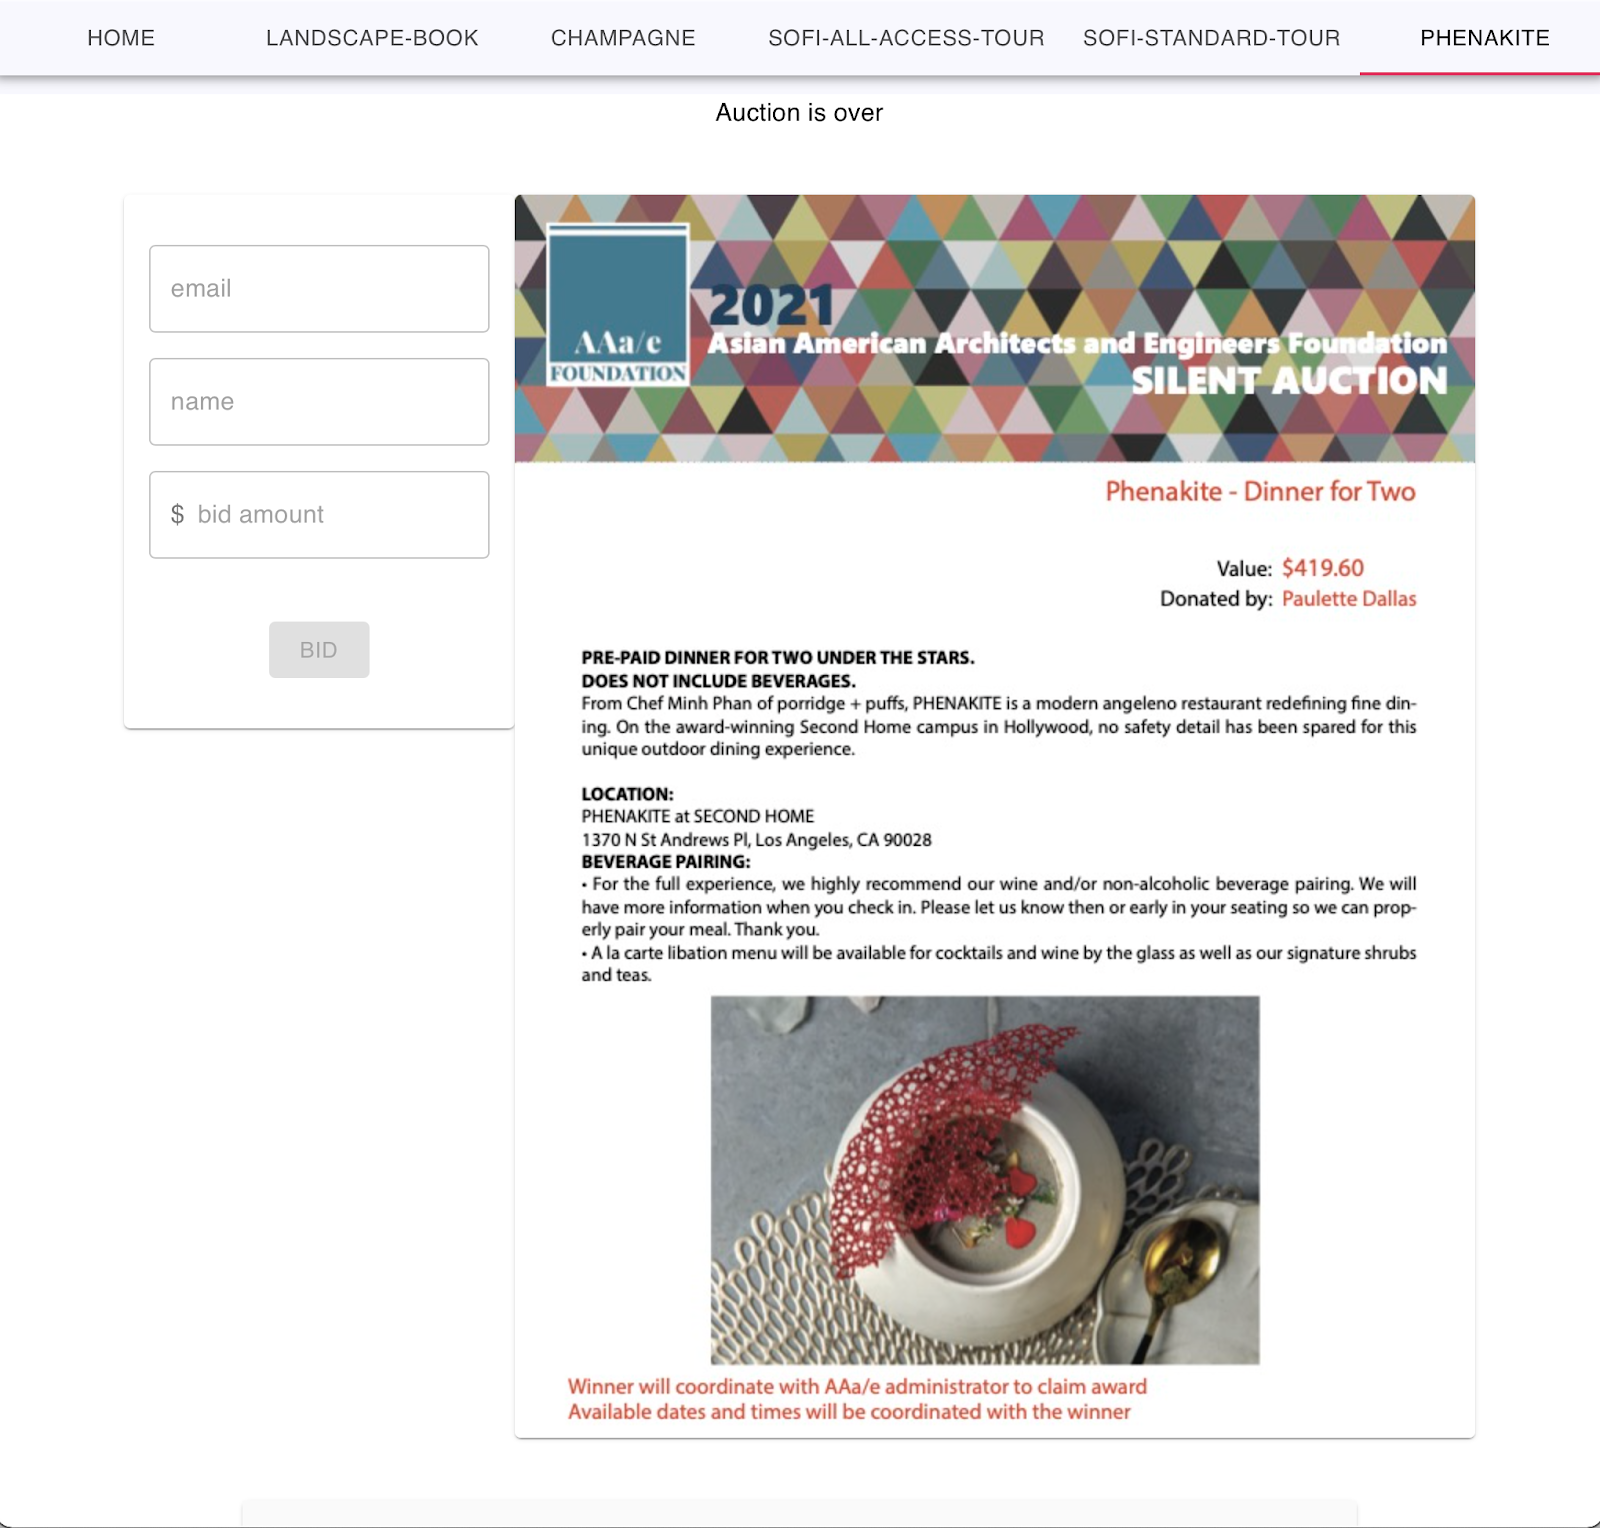 HOME LANDSCAPE-BOOK CHAMPAGNE SOFI-ALL-ACCESS-TOUR SOFI-STANDARD-TOUR PHENAKITE
Auction is over
email
name
$ bid amount
BID
AAa/e
FOUNDATION
2021
Asian American Architects and Engineers Foundation
SILENT AUCTION
Phenakite - Dinner for Two
Value: $419.60
Donated by: Paulette Dallas
PRE-PAID DINNER FOR TWO UNDER THE STARS.
DOES NOT INCLUDE BEVERAGES.
From Chef Minh Phan of porridge + puffs, PHENAKITE is a modern angeleno restaurant redefining fine din-
ing. On the award-winning Second Home campus in Hollywood, no safety detail has been spared for this
unique outdoor dining experience.
LOCATION:
PHENAKITE at SECOND HOME
1370 N St Andrews Pl, Los Angeles, CA 90028
BEVERAGE PAIRING:
• For the full experience, we highly recommend our wine and/or non-alcoholic beverage pairing. We will
have more information when you check in. Please let us know then or early in your seating so we can prop-
erly pair your meal. Thank you.
• A la carte libation menu will be available for cocktails and wine by the glass as well as our signature shrubs
and teas.
Winner will coordinate with AAa/e administrator to claim award
Available dates and times will be coordinated with the winner